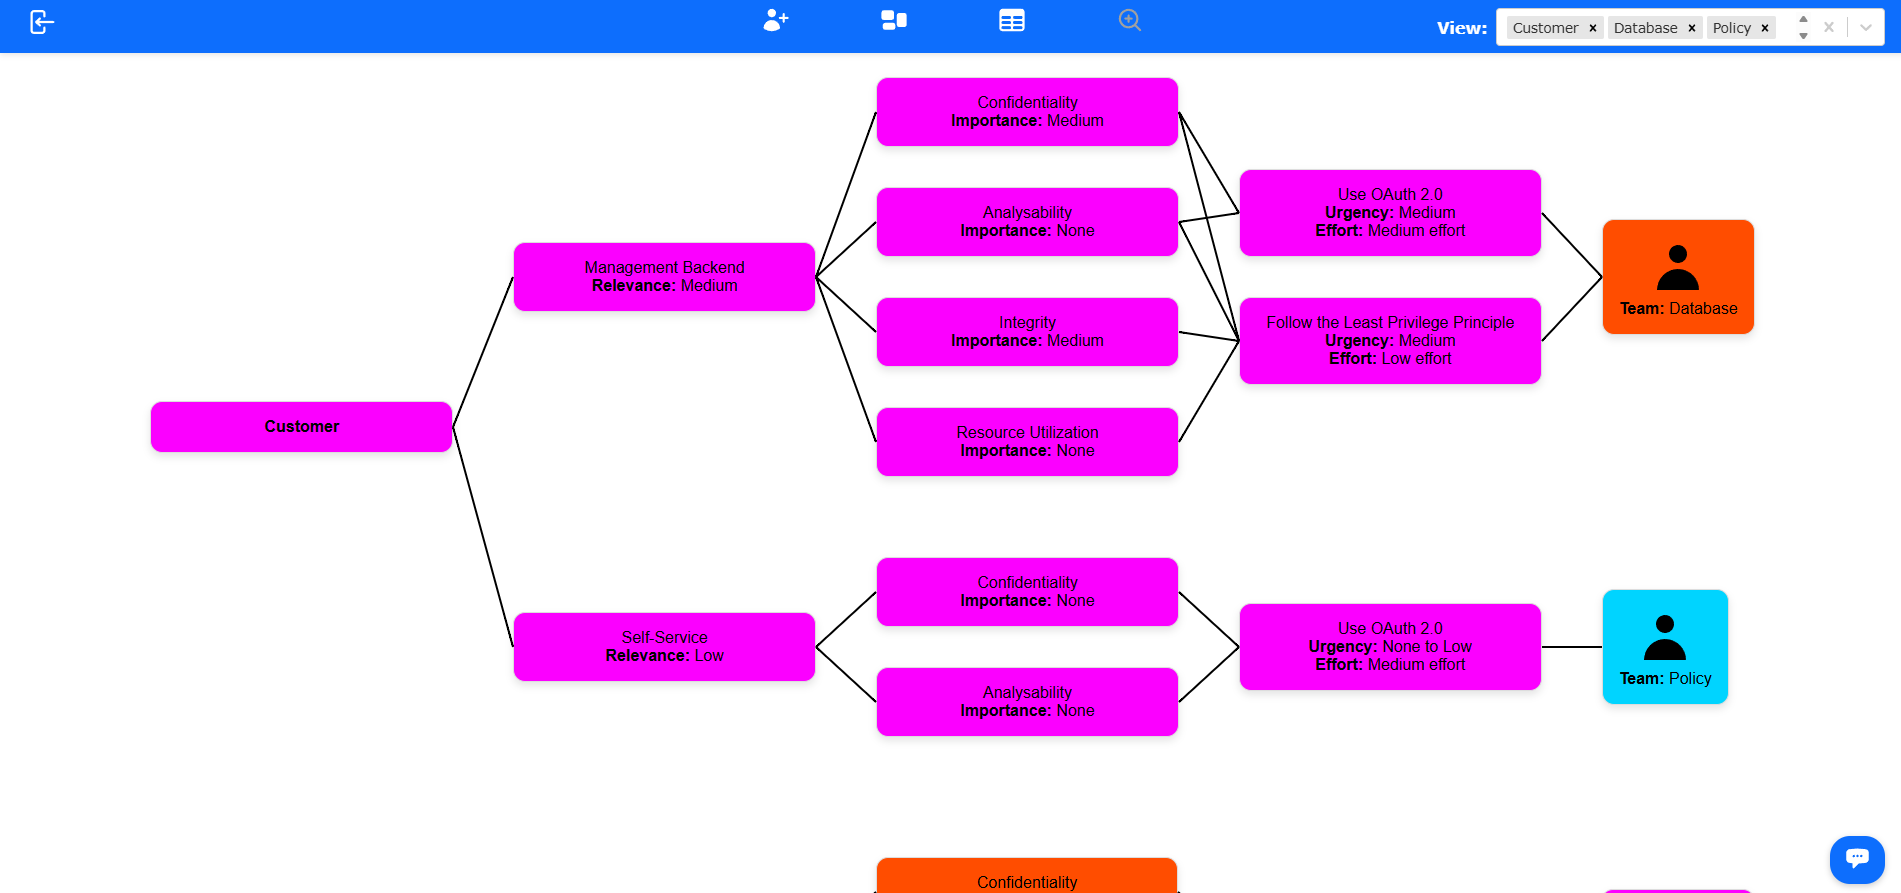 View:
Customer
Database
Policy
Confidentiality
Importance: Medium
Analysability
Importance: None
Use OAuth 2.0
Urgency: Medium
Effort: Medium effort
Management Backend
Relevance: Medium
Team: Database
Integrity
Importance: Medium
Follow the Least Privilege Principle
Urgency: Medium
Effort: Low effort
Customer
Resource Utilization
Importance: None
Confidentiality
Importance: None
Self-Service
Relevance: Low
Use OAuth 2.0
Urgency: None to Low
Effort: Medium effort
Team: Policy
Analysability
Importance: None
Confidentiality